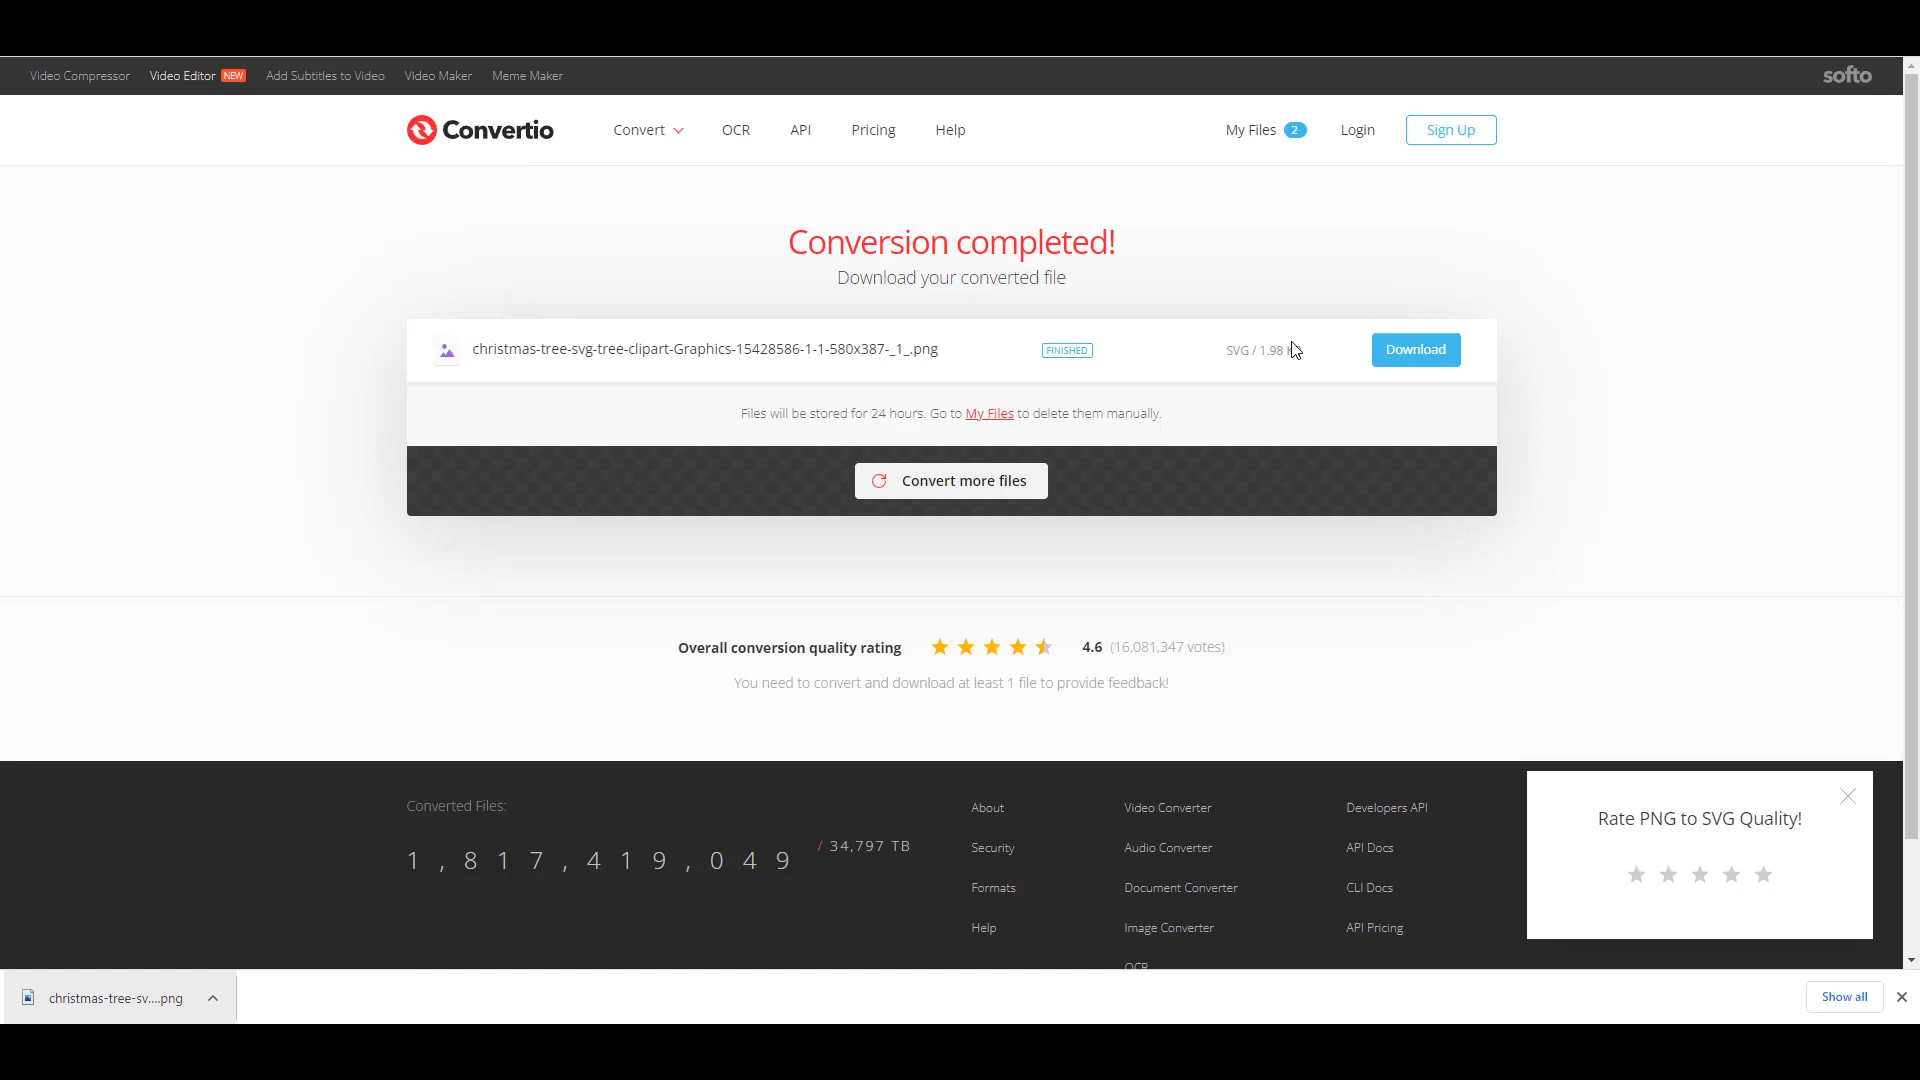 Video Compressor Video Editor NEW Add Subtitles to Video Video Maker Meme Maker softo
Convertio Convert OCR API Pricing Help My Files 2 Login Sign Up
Conversion completed!
Download your converted file
christmas-tree-svg-tree-clipart-Graphics-15428586-1-1-580x387-_1_.png FINISHED SVG / 1.98 Download
Files will be stored for 24 hours. Go to My Files to delete them manually.
Convert more files
Overall conversion quality rating 4.6 (16,081,347 votes)
You need to convert and download at least 1 file to provide feedback!
Converted Files:
1,817,419,049 / 34,797 TB
About
Security
Formats
Help
Video Converter
Audio Converter
Document Converter
Image Converter
OCR
Developers API
API Docs
CLI Docs
API Pricing
Rate PNG to SVG Quality!
christmas-tree-sv....png Show all